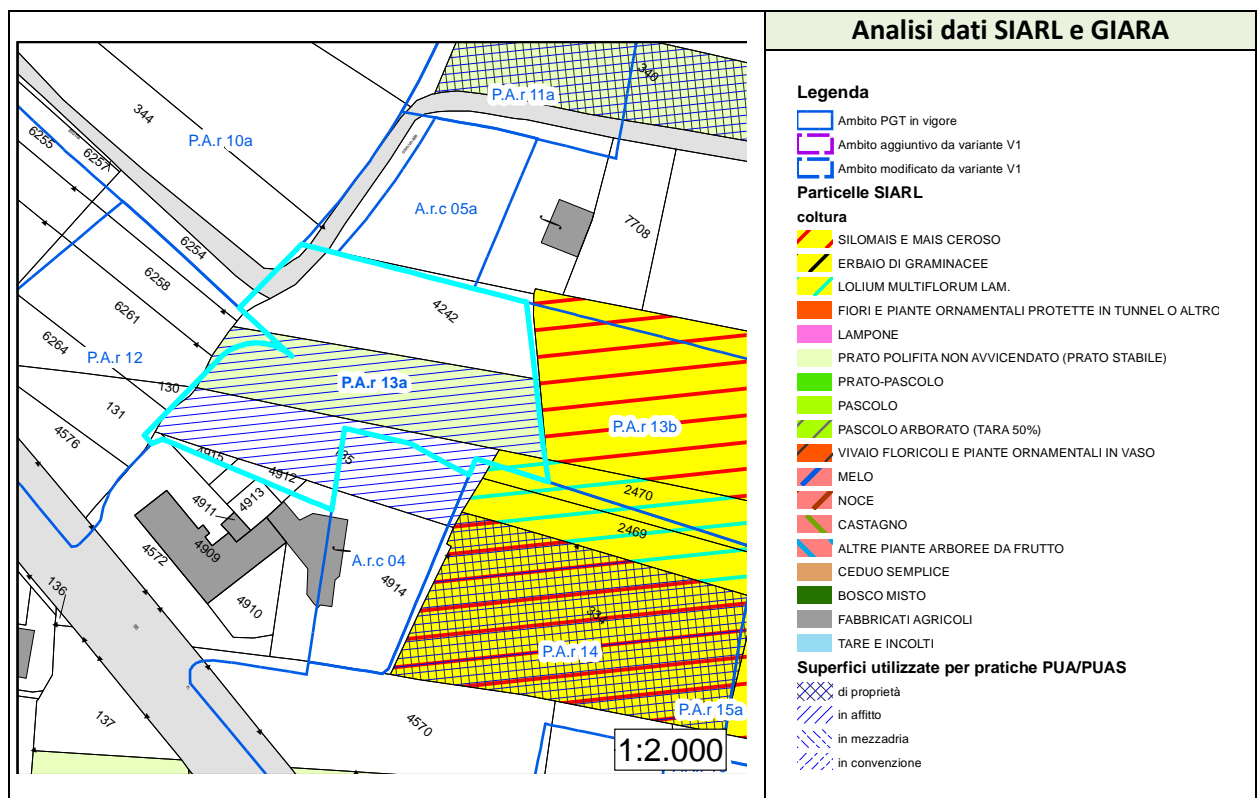 Analisi dati SIARL e GIARA
348
P.A.r 11a
344
P.A.r 10a
6255
6257
A.r.c 05a
7708
6254
6258
4242
6261
6264
P.A.r 12
P.A.r 13a
130
131
P.A.r 13b
4576
135
4915
4912
4913
4911
2470
2469
4909
4572
A.r.c 04
4914
136
4910
334
P.A.r 14
P.A.r 15a
137
4570
1:2.000
Legenda
Ambito PGT in vigore
Ambito aggiuntivo da variante V1
Ambito modificato da variante V1
Particelle SIARL
coltura
SILOMAIS E MAIS CEROSO
ERBAIO DI GRAMINACEE
LOLIUM MULTIFLORUM LAM.
FIORI E PIANTE ORNAMENTALI PROTETTE IN TUNNEL O ALTRO
LAMPONE
PRATO POLIFITA NON AVVICENDATO (PRATO STABILE)
PRATO-PASCOLO
PASCOLO
PASCOLO ARBORATO (TARA 50%)
VIVAIO FLORICOLI E PIANTE ORNAMENTALI IN VASO
MELO
NOCE
CASTAGNO
ALTRE PIANTE ARBOREE DA FRUTTO
CEDUO SEMPLICE
BOSCO MISTO
FABBRICATI AGRICOLI
TARE E INCOLTI
Superfici utilizzate per pratiche PUA/PUAS
di proprietà
in affitto
in mezzadria
in convenzione